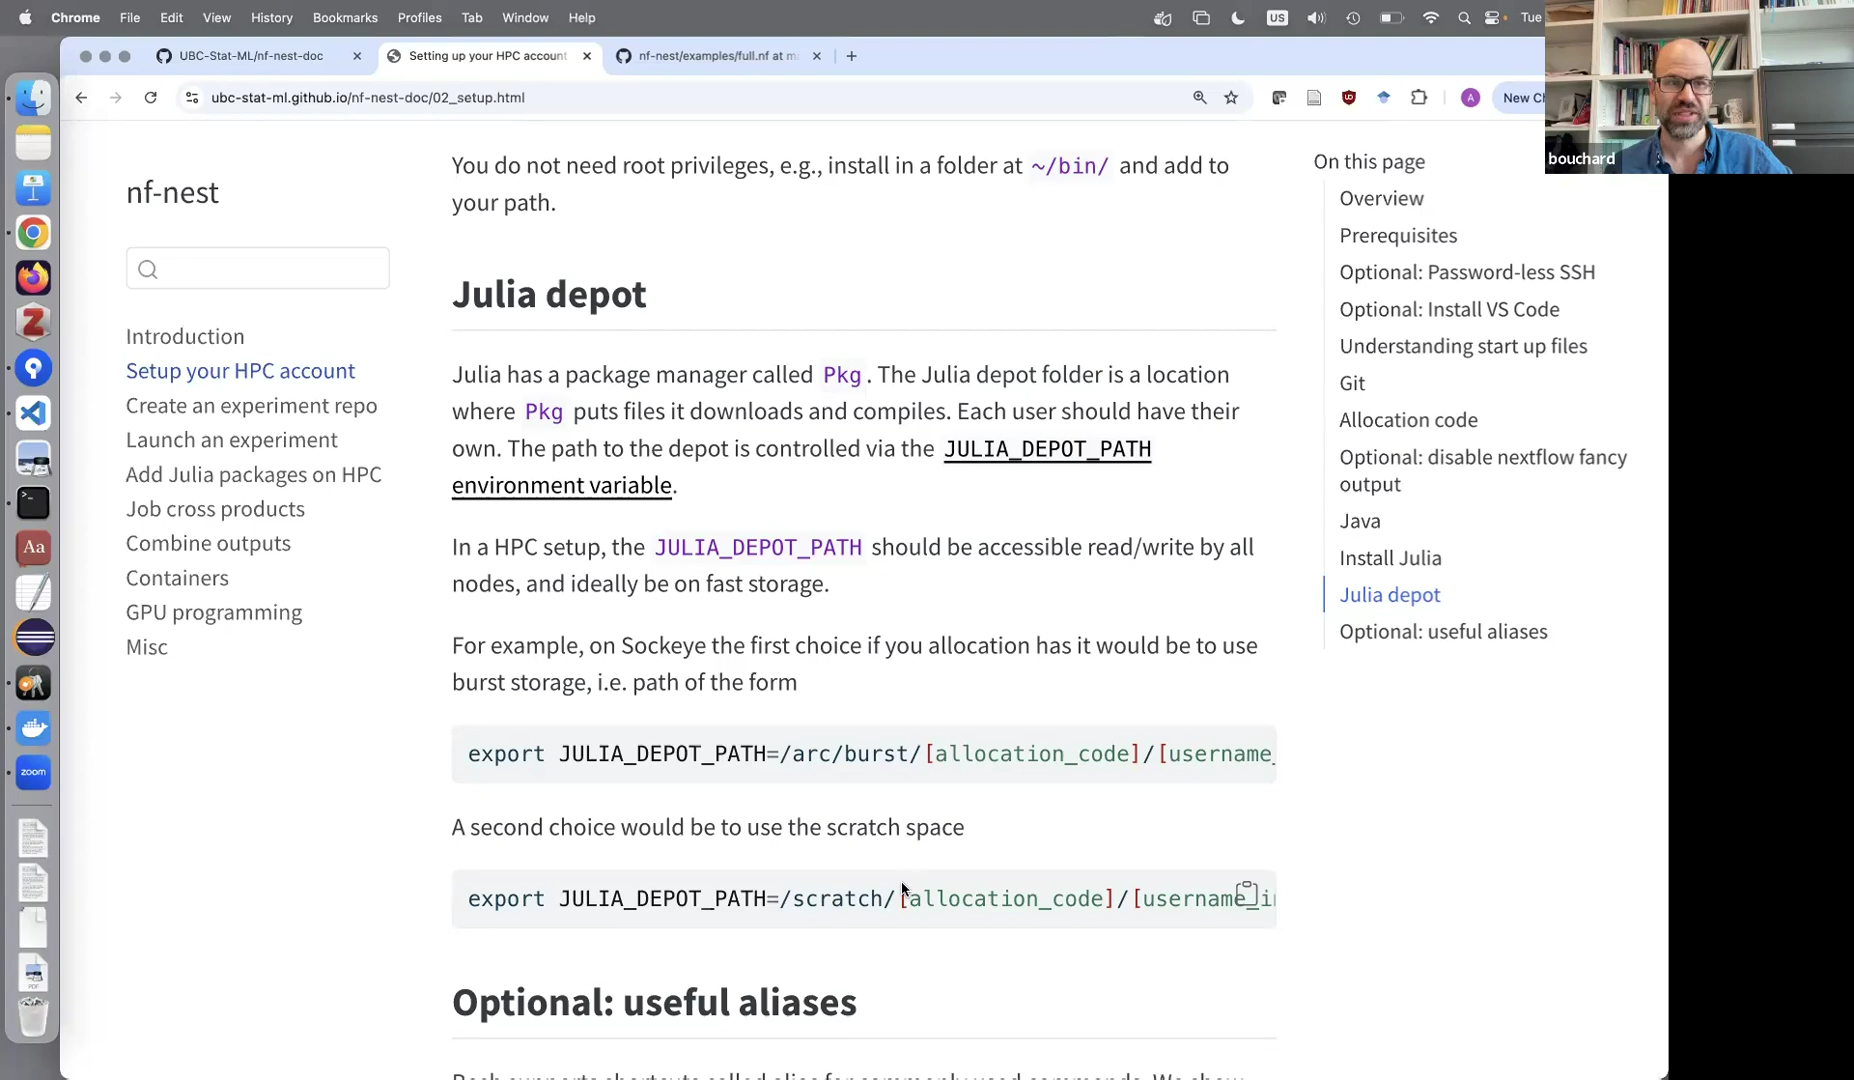 Chrome File Edit View History Bookmarks Profiles Tab Window Help US Tue
UBC-Stat-ML/nf-nest-doc
Setting up your HPC account
nf-nest/examples/full.nf at m
ubc-stat-ml.github.io/nf-nest-doc/02_setup.html
A
New Ch
bouchard
nf-nest
Introduction
Setup your HPC account
Create an experiment repo
Launch an experiment
Add Julia packages on HPC
Job cross products
Combine outputs
Containers
GPU programming
Misc
You do not need root privileges, e.g., install in a folder at ~/bin/ and add to
your path.
Julia depot
Julia has a package manager called Pkg. The Julia depot folder is a location
where Pkg puts files it downloads and compiles. Each user should have their
own. The path to the depot is controlled via the JULIA_DEPOT_PATH
environment variable.
In a HPC setup, the JULIA_DEPOT_PATH should be accessible read/write by all
nodes, and ideally be on fast storage.
For example, on Sockeye the first choice if you allocation has it would be to use
burst storage, i.e. path of the form
export JULIA_DEPOT_PATH=/arc/burst/[allocation_code]/[username_
A second choice would be to use the scratch space
export JULIA_DEPOT_PATH=/scratch/[allocation_code]/[username_i
Optional: useful aliases
On this page
Overview
Prerequisites
Optional: Password-less SSH
Optional: Install VS Code
Understanding start up files
Git
Allocation code
Optional: disable nextflow fancy
output
Java
Install Julia
Julia depot
Optional: useful aliases
Aa
zoom
PDF